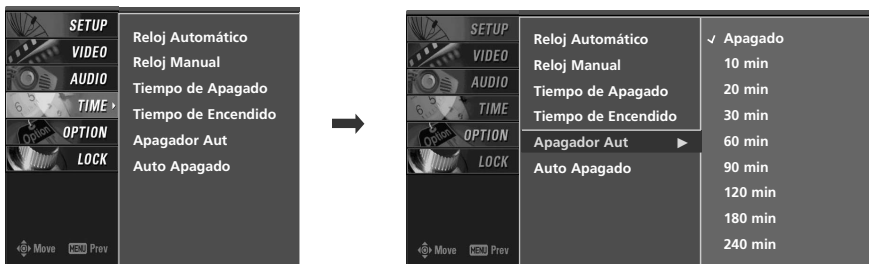 SETUP
VIDEO
AUDIO
TIME
OPTION
LOCK
Move MENU Prev
Reloj Automático
Reloj Manual
Tiempo de Apagado
Tiempo de Encendido
Apagador Aut
Auto Apagado
SETUP
VIDEO
AUDIO
TIME
OPTION
LOCK
Move MENU Prev
Reloj Automático
Reloj Manual
Tiempo de Apagado
Tiempo de Encendido
Apagador Aut
Auto Apagado
Apagado
10 min
20 min
30 min
60 min
90 min
120 min
180 min
240 min